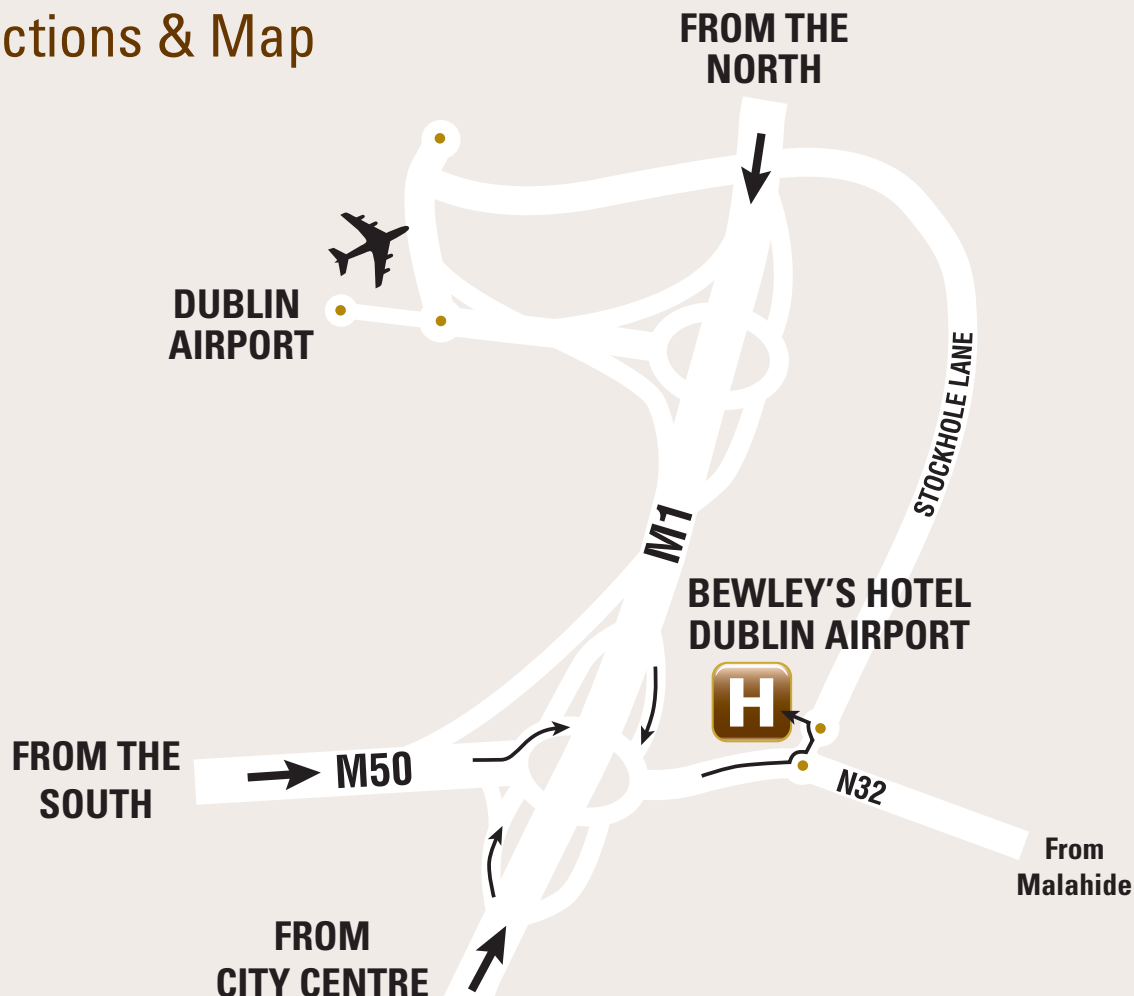 ctions & Map
FROM THE
NORTH
DUBLIN
AIRPORT
STOCKHOLE LANE
M1
BEWLEY'S HOTEL
DUBLIN AIRPORT
H
FROM THE
SOUTH
M50
N32
From
Malahide
FROM
CITY CENTRE